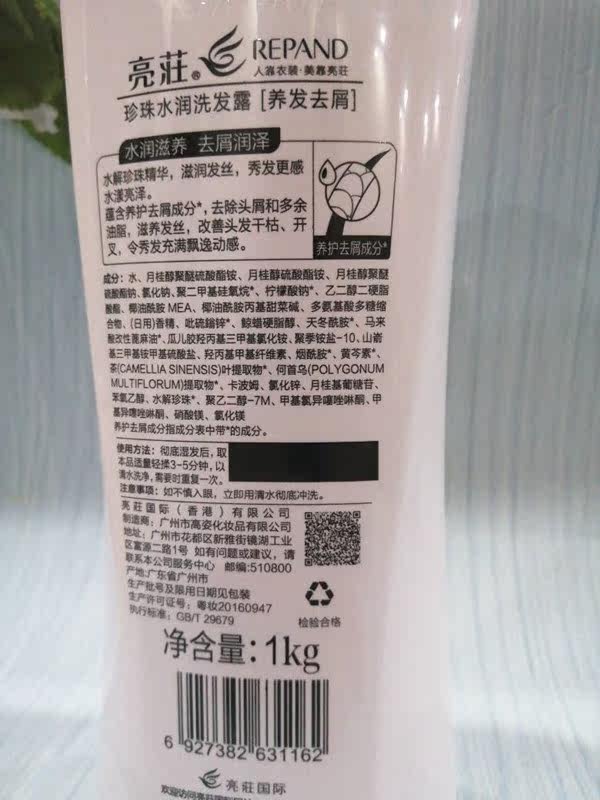 亮莊® REPAND
人靠衣装·美靠亮莊
珍珠水润洗发露 [养发去屑]
水润滋养 去屑润泽
水解珍珠精华，滋润发丝，秀发更感
水漾亮泽。
蕴含养护去屑成分*，去除头屑和多余
油脂，滋养发丝，改善头发干枯、开
叉，令秀发充满飘逸动感。
养护去屑成分*
成分：水、月桂醇聚醚硫酸酯铵、月桂醇硫酸酯铵、月桂醇聚醚
硫酸酯钠、氯化钠、聚二甲基硅氧烷*、柠檬酸钠*、乙二醇二硬脂
酸酯、椰油酰胺 MEA、椰油酰胺丙基甜菜碱、多氨基酸多糖缩
合物、(日用)香精、吡硫鎓锌*、鲸蜡硬脂醇、天冬酰胺*、马来
酸改性蓖麻油*、瓜儿胶羟丙基三甲基氯化铵、聚季铵盐-10、山嵛
基三甲基铵甲基硫酸盐、羟丙基甲基纤维素、烟酰胺*、黄芩素*、
茶(CAMELLIA SINENSIS)叶提取物*、何首乌(POLYGONUM
MULTIFLORUM)提取物*、卡波姆、氯化锌、月桂基葡糖苷、
苯氧乙醇、水解珍珠*、聚乙二醇-7M、甲基氯异噻唑啉酮、甲
基异噻唑啉酮、硝酸镁、氯化镁
养护去屑成分指成分表中带*的成分。
使用方法：彻底湿发后，取
本品适量轻揉3-5分钟，以
清水洗净，需要时重复一次。
注意事项：如不慎入眼，立即用清水彻底冲洗。
亮莊国际（香港）有限公司
制造商：广州市高姿化妆品有限公司
地址：广州市花都区新雅街镜湖工业
区富源二路1号 如有问题或建议，请
联系本公司服务中心 邮编:510800
产地:广东省广州市
生产批号及限用日期见包装
生产许可证号：粤妆20160947
执行标准：GB/T 29679
检验合格
净含量：1kg
6 927382 631162
亮莊国际